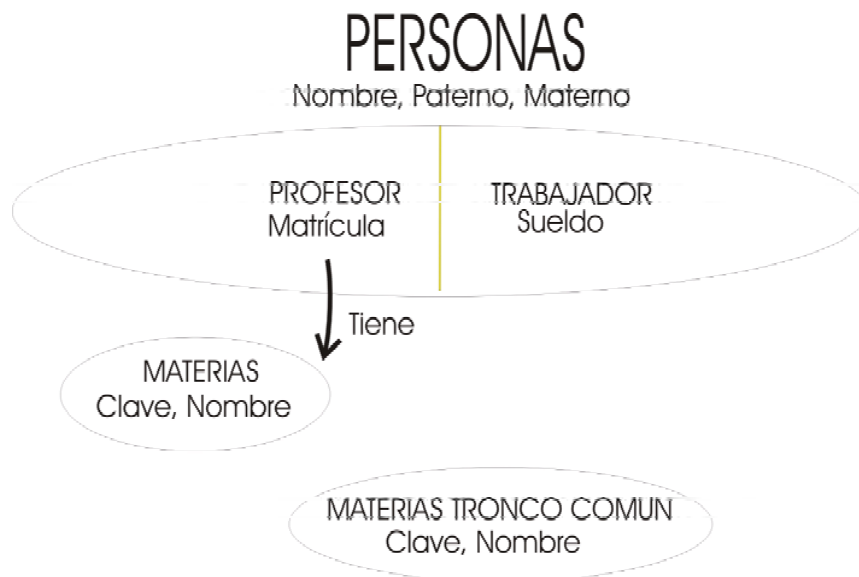 PERSONAS
Nombre, Paterno, Materno
PROFESOR
Matrícula
TRABAJADOR
Sueldo
Tiene
MATERIAS
Clave, Nombre
MATERIAS TRONCO COMUN
Clave, Nombre